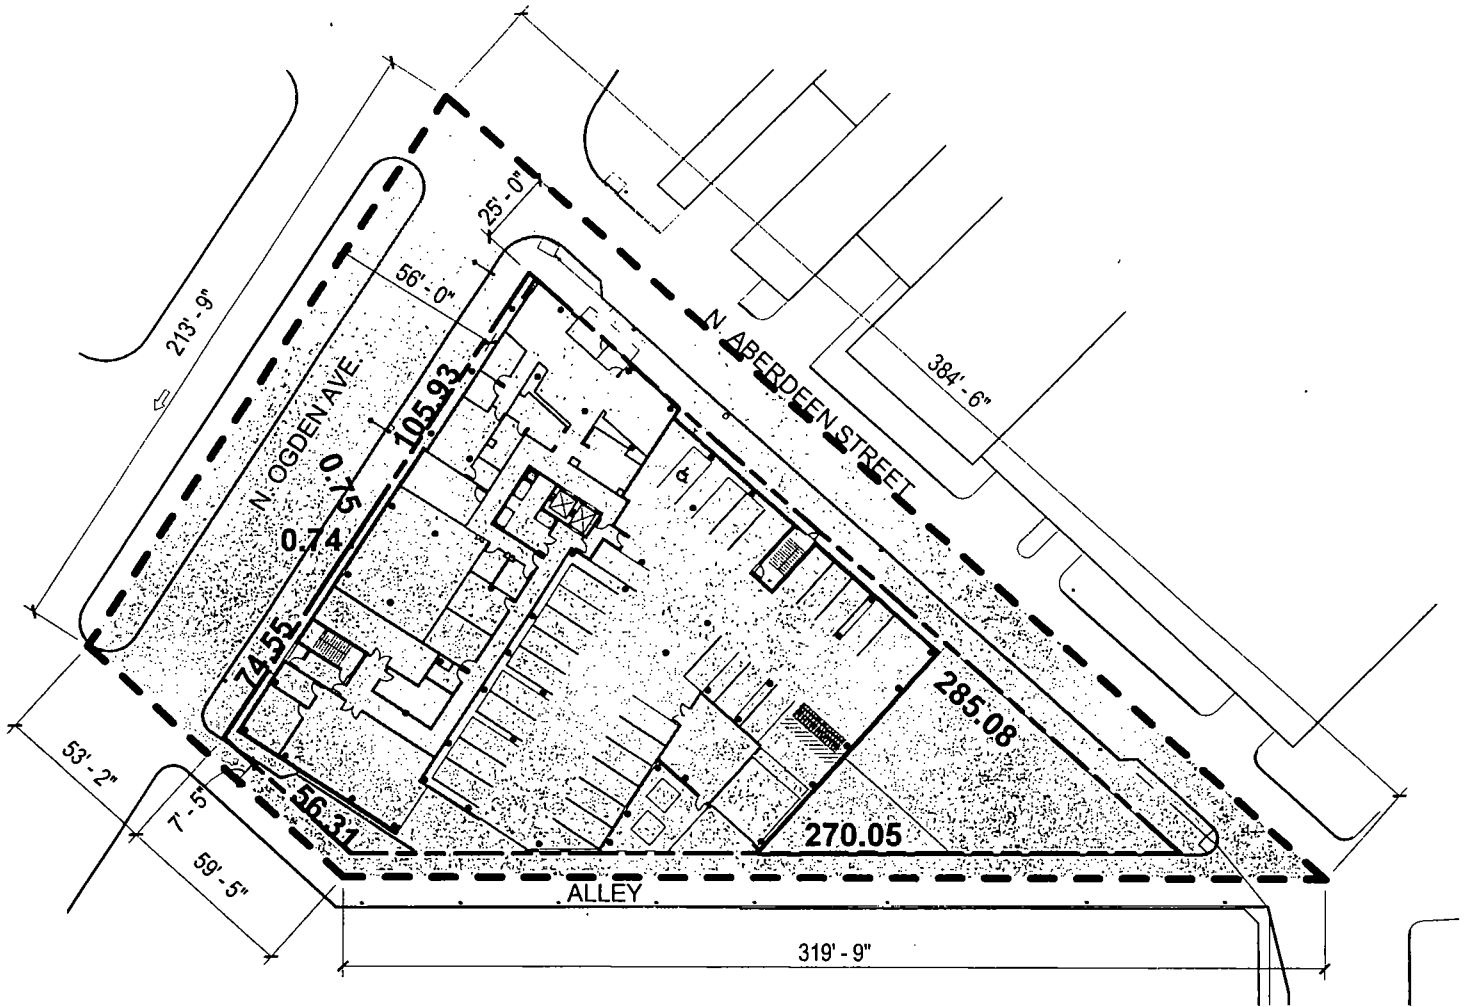 25' - 0"
56' - 0"
213' - 9"
N. ABERDEEN STREET
384' - 6"
N. OGDEN AVE.
105.93
0.75
0.74
74.55
285.08
53' - 2"
7' - 5"
56.31
270.05
59' - 5"
ALLEY
319' - 9"